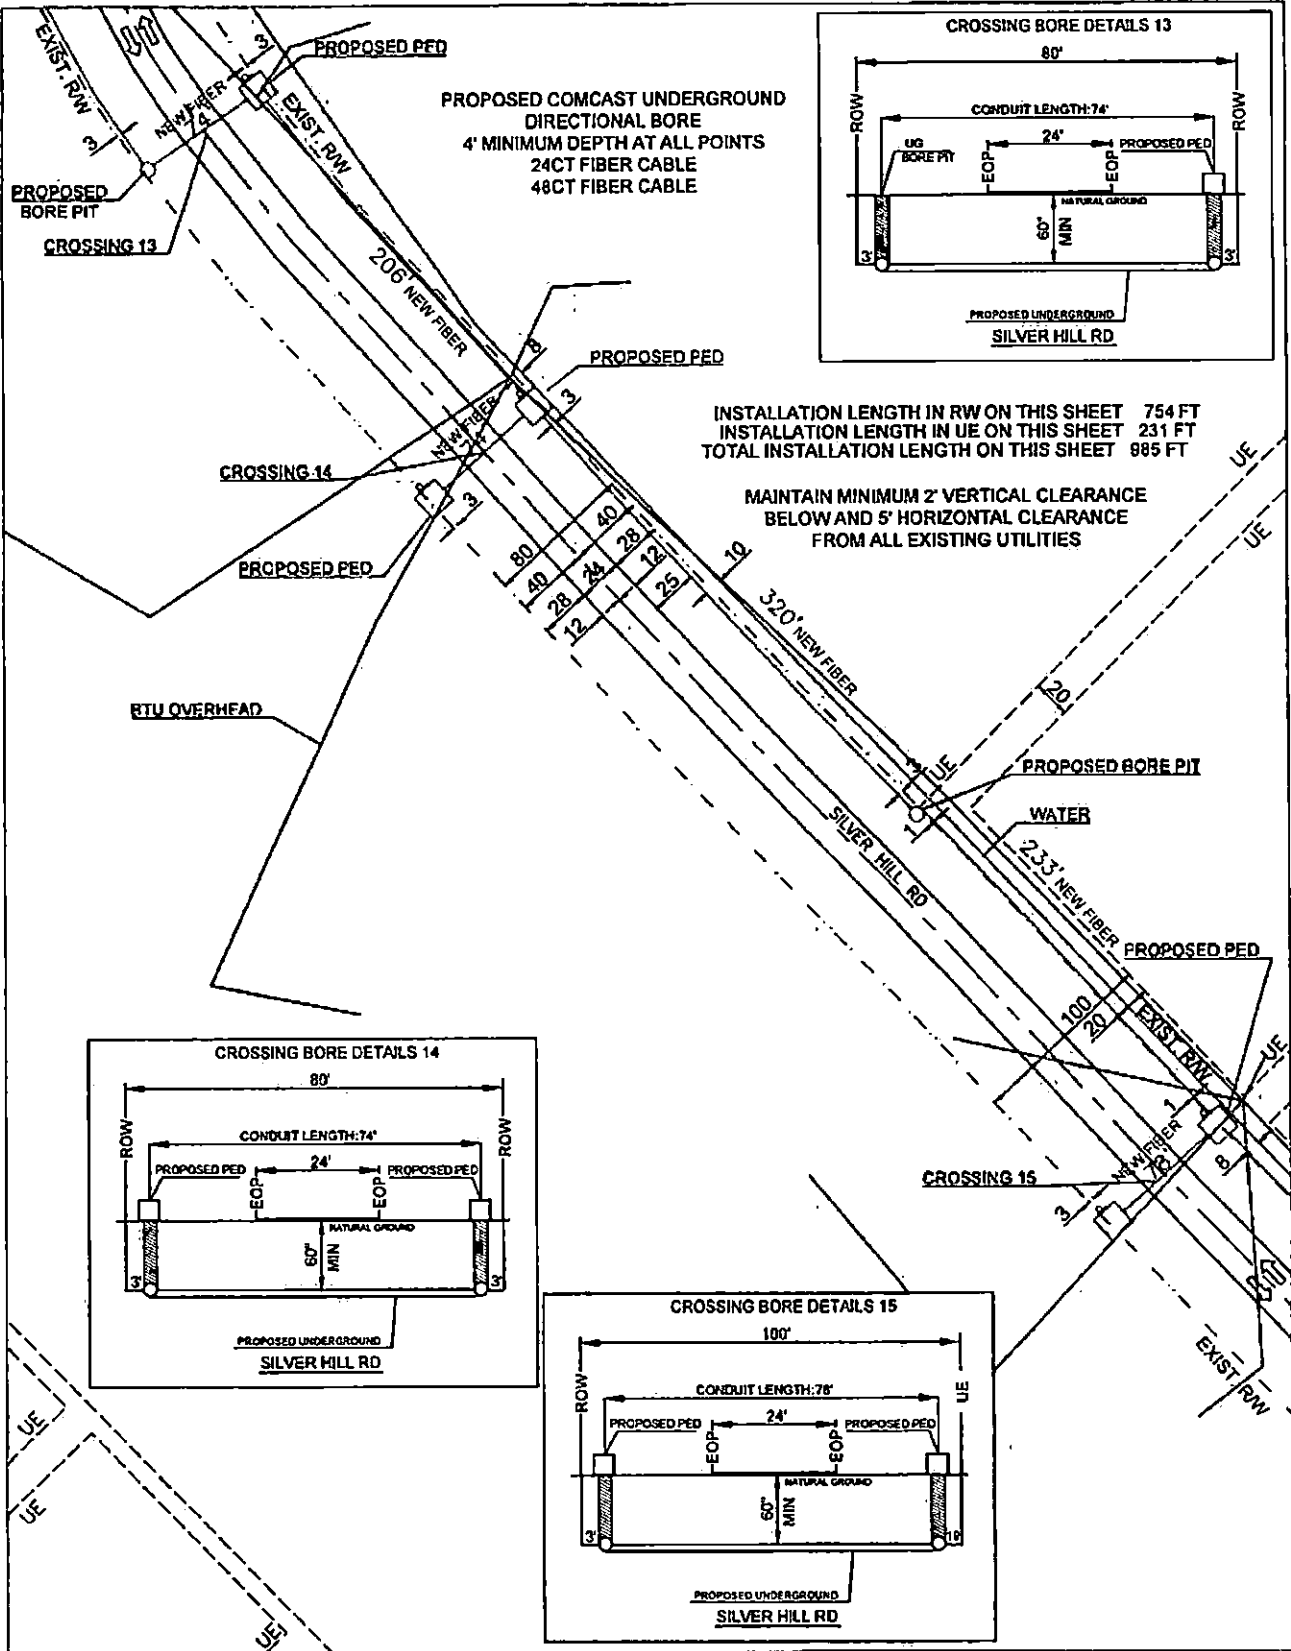 CROSSING BORE DETAILS 13
80'
ROW
ROW
CONDUIT LENGTH:74'
24'
UG
BORE PIT
EOP
EOP
PROPOSED PED
NATURAL GROUND
60"
MIN
3'
3'
PROPOSED UNDERGROUND
SILVER HILL RD
EXIST. R/W
3
PROPOSED PED
NEW FIBER
74
EXIST. R/W
3
PROPOSED
BORE PIT
CROSSING 13
PROPOSED COMCAST UNDERGROUND
DIRECTIONAL BORE
4' MINIMUM DEPTH AT ALL POINTS
24CT FIBER CABLE
48CT FIBER CABLE
206' NEW FIBER
8
PROPOSED PED
3
NEW FIBER
74
CROSSING 14
3
PROPOSED PED
INSTALLATION LENGTH IN RW ON THIS SHEET 754 FT
INSTALLATION LENGTH IN UE ON THIS SHEET 231 FT
TOTAL INSTALLATION LENGTH ON THIS SHEET 985 FT
MAINTAIN MINIMUM 2' VERTICAL CLEARANCE
BELOW AND 5' HORIZONTAL CLEARANCE
FROM ALL EXISTING UTILITIES
UE
UE
80
40
40
28
28
24
12
12
25
10
1
320' NEW FIBER
20
BTU OVERHEAD
3
UE
PROPOSED BORE PIT
1
WATER
SILVER HILL RD
233' NEW FIBER
PROPOSED PED
100
20
EXIST. R/W
UE
1
NEW FIBER
8
CROSSING 15
3
EXIST. R/W
CROSSING BORE DETAILS 14
80'
ROW
ROW
CONDUIT LENGTH:74'
PROPOSED PED
24'
PROPOSED PED
EOP
EOP
NATURAL GROUND
60"
MIN
3'
3'
PROPOSED UNDERGROUND
SILVER HILL RD
CROSSING BORE DETAILS 15
100'
ROW
UE
CONDUIT LENGTH:78'
PROPOSED PED
24'
PROPOSED PED
EOP
EOP
NATURAL GROUND
60"
MIN
3'
PROPOSED UNDERGROUND
SILVER HILL RD
UE
UE
UE